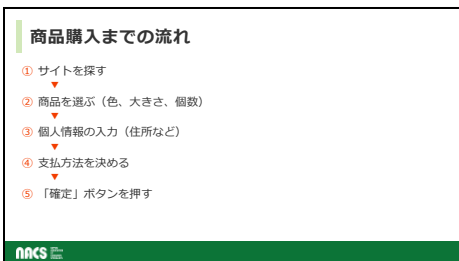 商品購入までの流れ
① サイトを探す
▼
② 商品を選ぶ（色、大きさ、個数）
▼
③ 個人情報の入力（住所など）
▼
④ 支払方法を決める
▼
⑤ 「確定」ボタンを押す
NACS